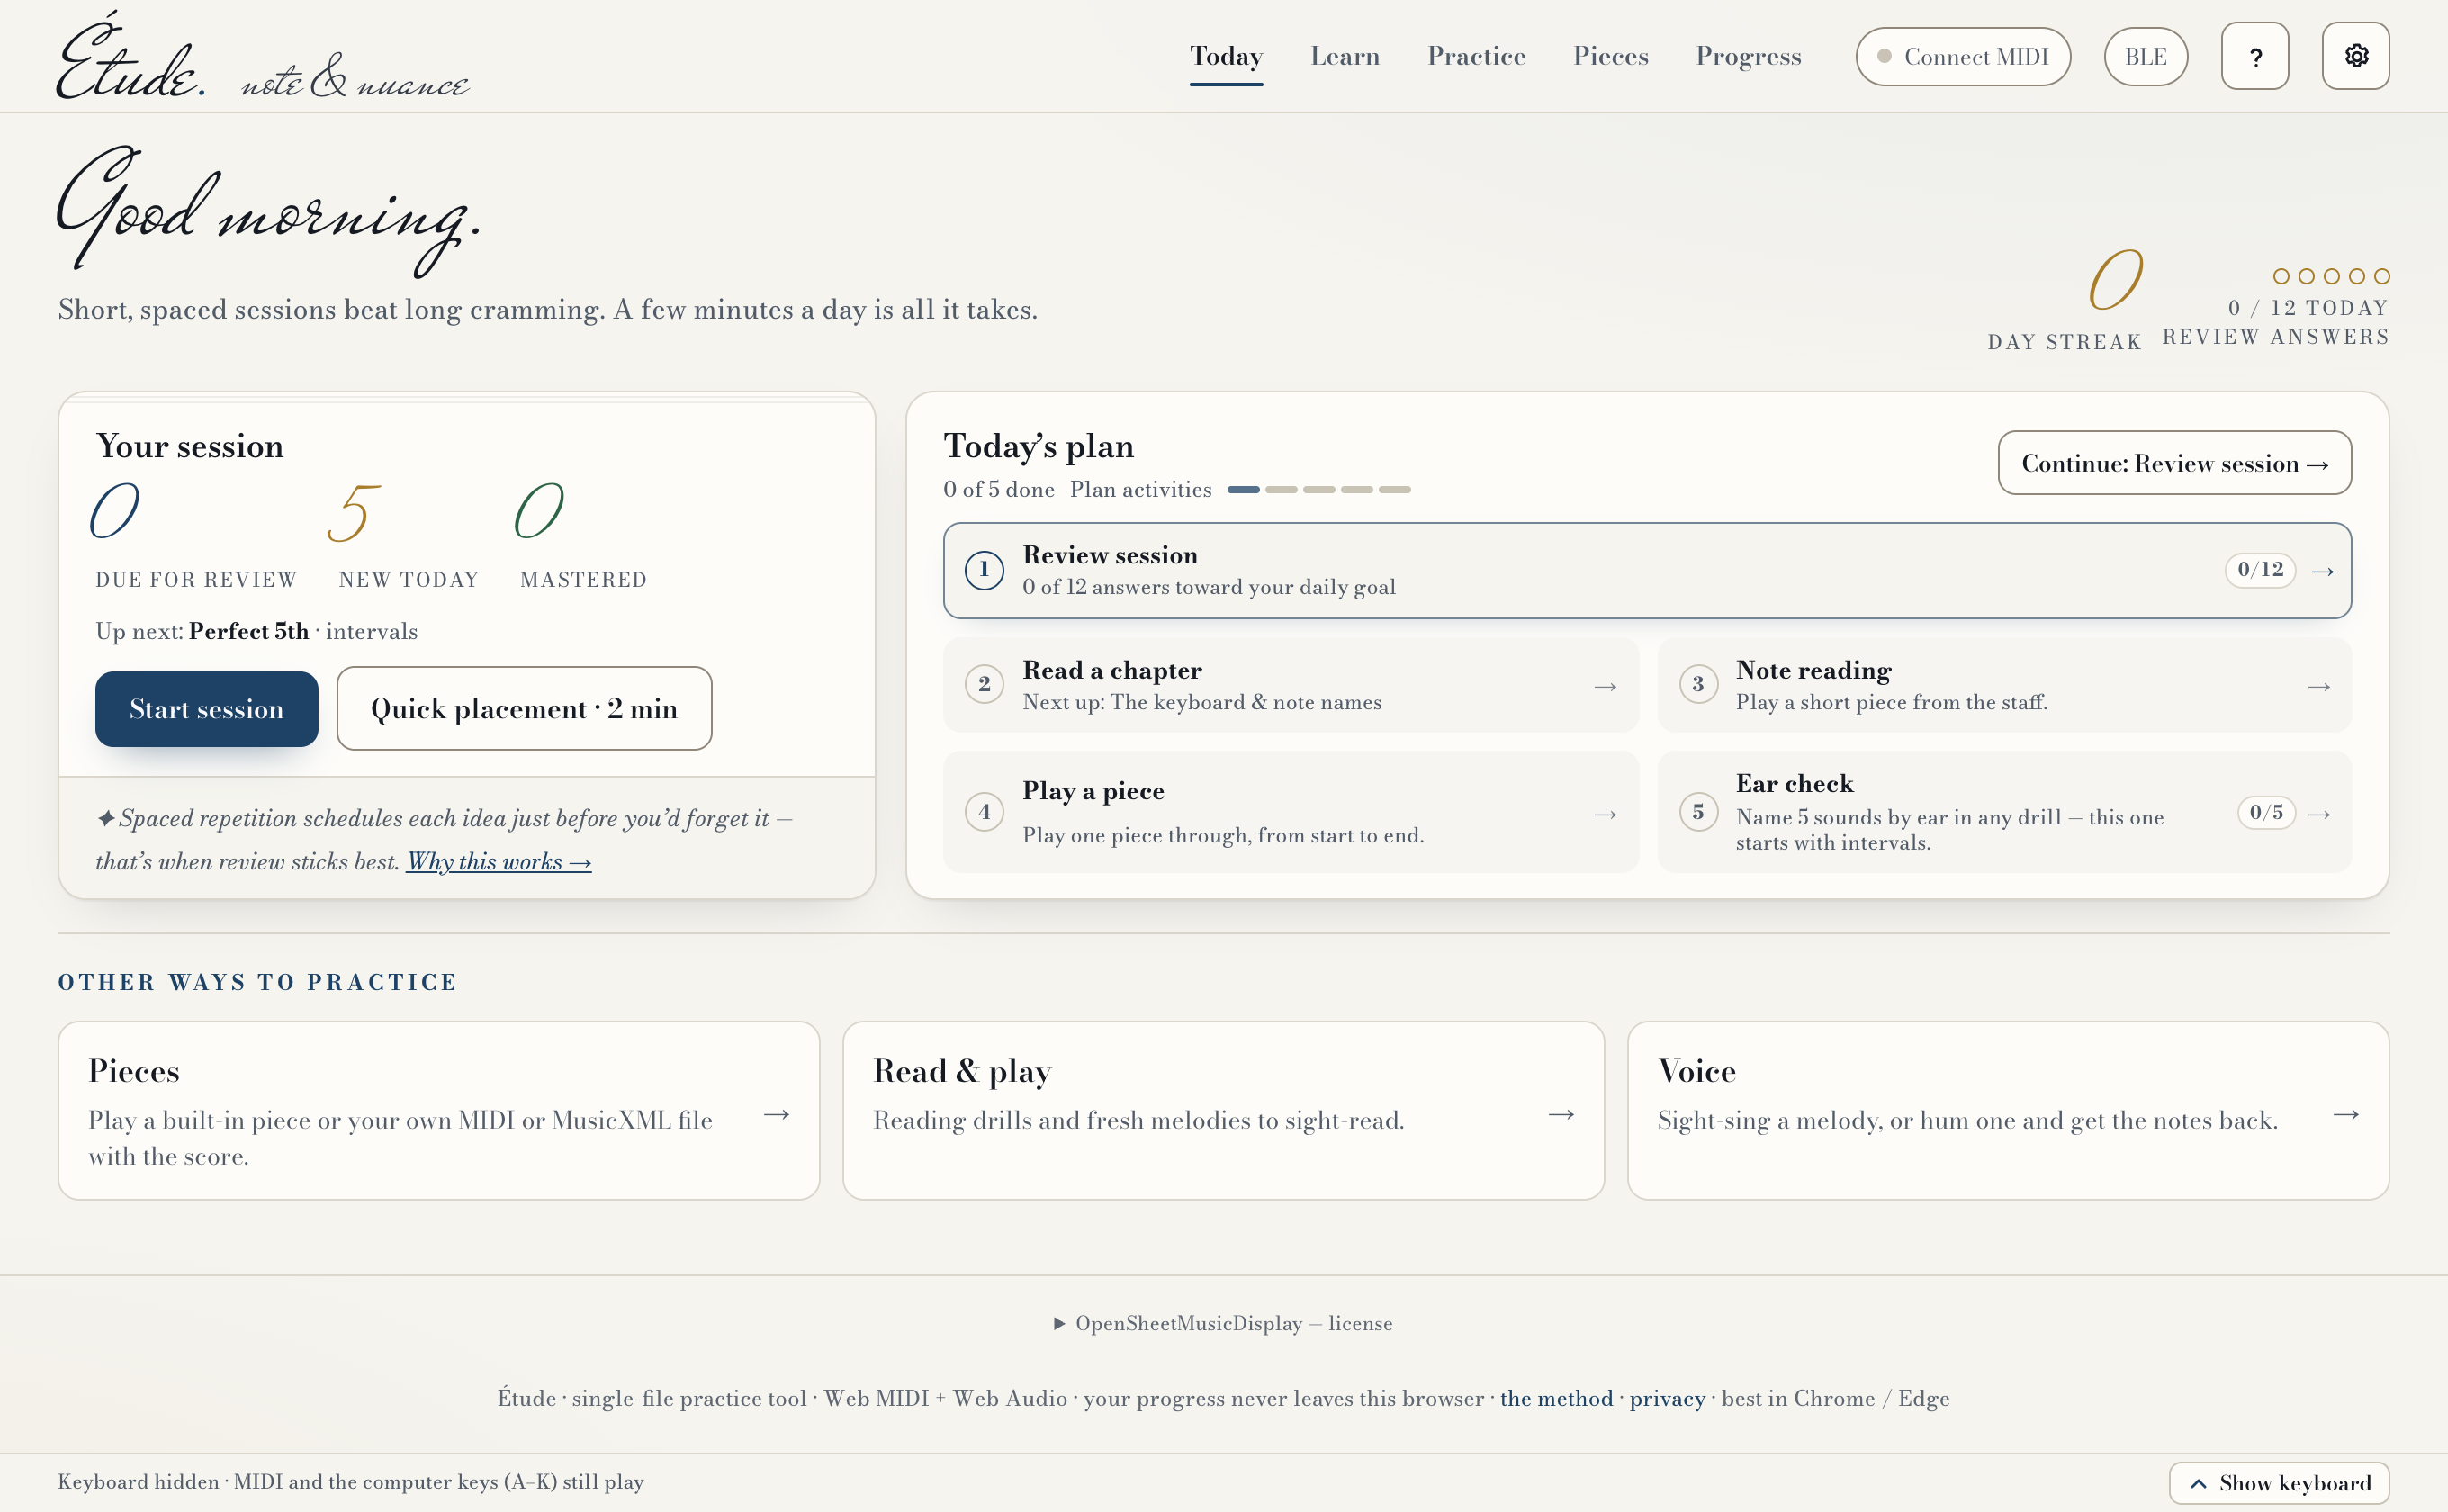 Étude. note & nuance
Today Learn Practice Pieces Progress Connect MIDI BLE ?
Good morning.
Short, spaced sessions beat long cramming. A few minutes a day is all it takes.
0
DAY STREAK
0 / 12 TODAY
REVIEW ANSWERS
Your session
0 5 0
DUE FOR REVIEW NEW TODAY MASTERED
Up next: Perfect 5th · intervals
Start session Quick placement · 2 min
✦ Spaced repetition schedules each idea just before you’d forget it —
that’s when review sticks best. Why this works →
Today’s plan
0 of 5 done Plan activities
Continue: Review session →
1 Review session
0 of 12 answers toward your daily goal
0/12 →
2 Read a chapter
Next up: The keyboard & note names
→
3 Note reading
Play a short piece from the staff.
→
4 Play a piece
Play one piece through, from start to end.
→
5 Ear check
Name 5 sounds by ear in any drill — this one
starts with intervals.
0/5 →
OTHER WAYS TO PRACTICE
Pieces
Play a built-in piece or your own MIDI or MusicXML file
with the score.
→
Read & play
Reading drills and fresh melodies to sight-read.
→
Voice
Sight-sing a melody, or hum one and get the notes back.
→
▶ OpenSheetMusicDisplay — license
Étude · single-file practice tool · Web MIDI + Web Audio · your progress never leaves this browser · the method · privacy · best in Chrome / Edge
Keyboard hidden · MIDI and the computer keys (A–K) still play
Show keyboard